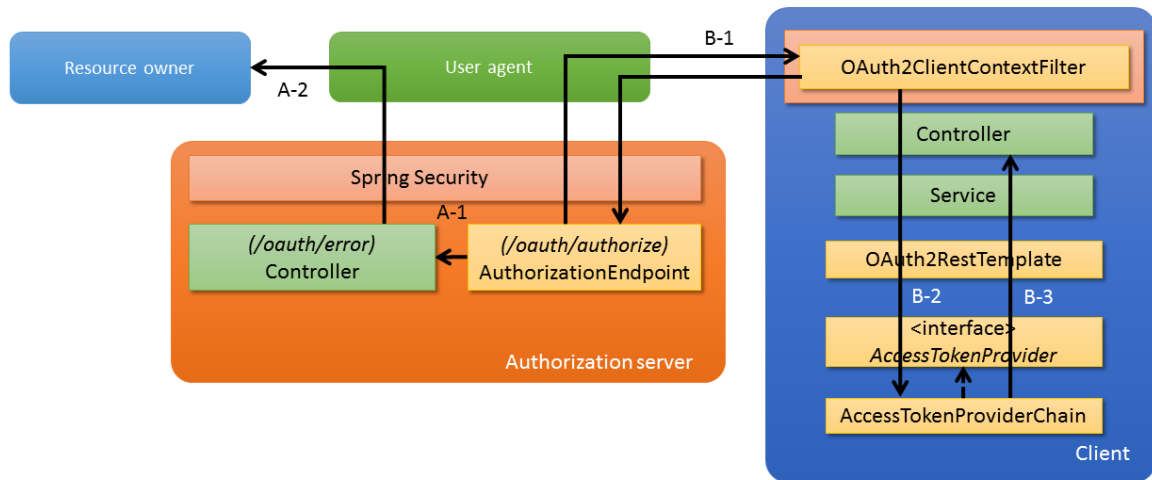 Resource owner
A-2
User agent
B-1
OAuth2ClientContextFilter
Controller
Service
OAuth2RestTemplate
B-2
B-3
<interface>
AccessTokenProvider
AccessTokenProviderChain
Client
Spring Security
A-1
(/oauth/error)
Controller
(/oauth/authorize)
AuthorizationEndpoint
Authorization server